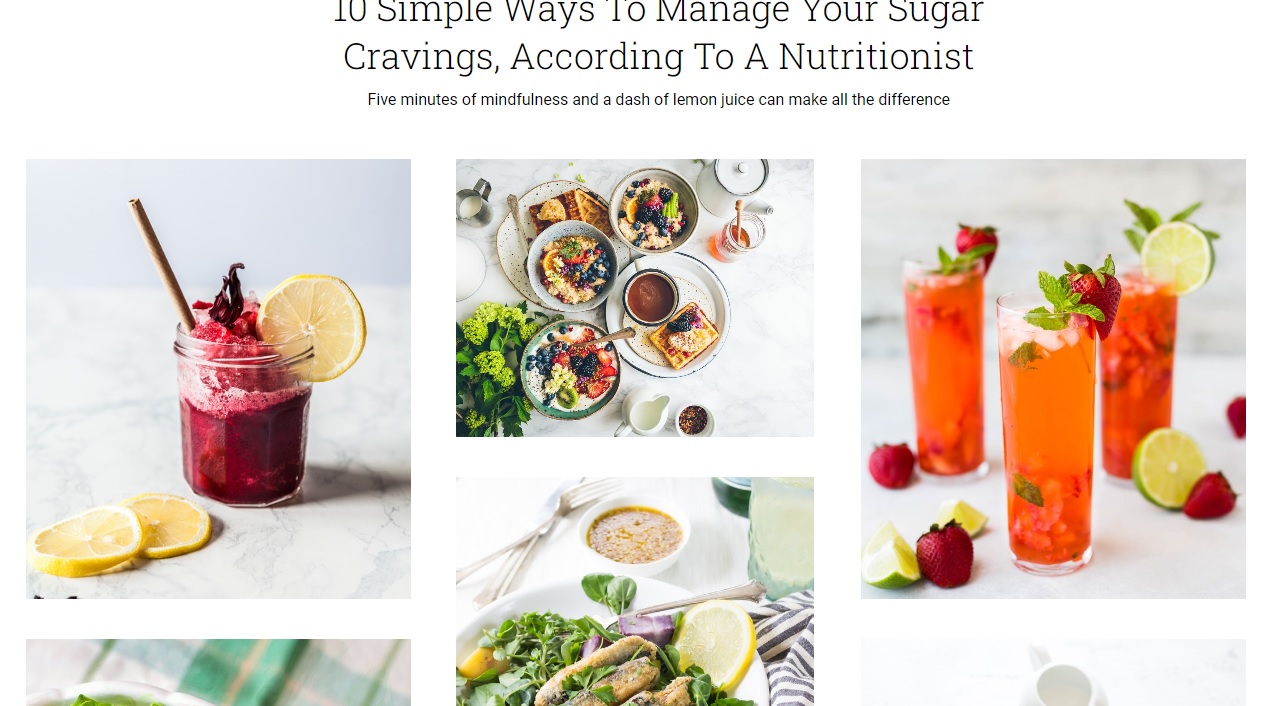 10 Simple Ways To Manage Your Sugar
Cravings, According To A Nutritionist
Five minutes of mindfulness and a dash of lemon juice can make all the difference